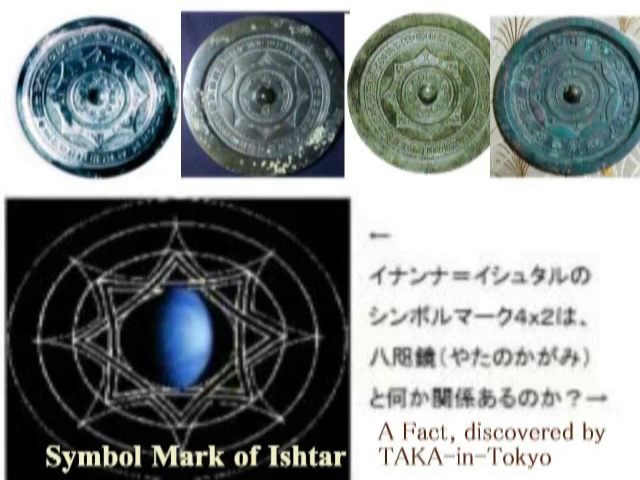 ←
イナンナ＝イシュタルの
シンボルマーク4x2は、
八咫鏡(やたのかがみ)
と何か関係あるのか？→
A Fact, discovered by
TAKA-in-Tokyo
Symbol Mark of Ishtar